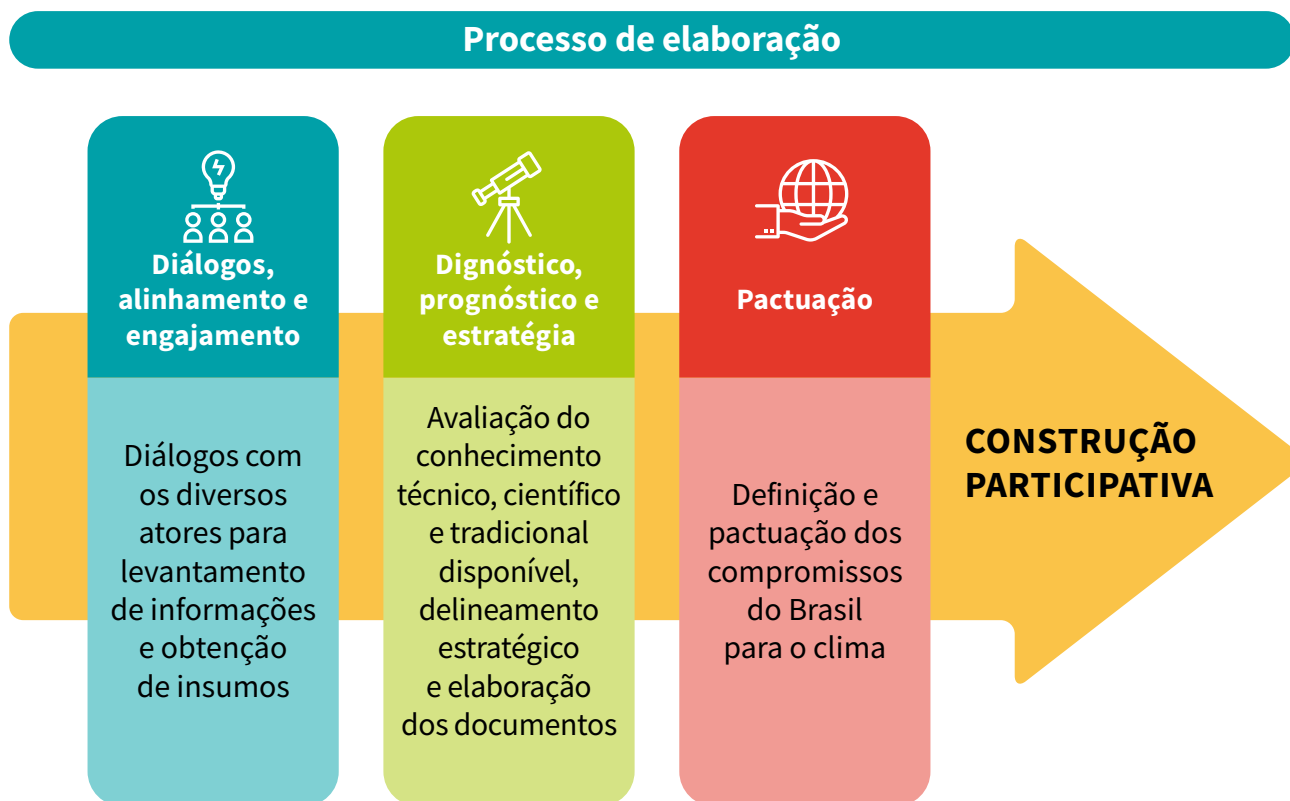 Processo de elaboração
Diálogos,
alinhamento e
engajamento
Diálogos com
os diversos
atores para
levantamento
de informações
e obtenção
de insumos
Dignóstico,
prognóstico e
estratégia
Avaliação do
conhecimento
técnico, científico
e tradicional
disponível,
delineamento
estratégico
e elaboração
dos documentos
Pactuação
Definição e
pactuação dos
compromissos
do Brasil
para o clima
CONSTRUÇÃO
PARTICIPATIVA